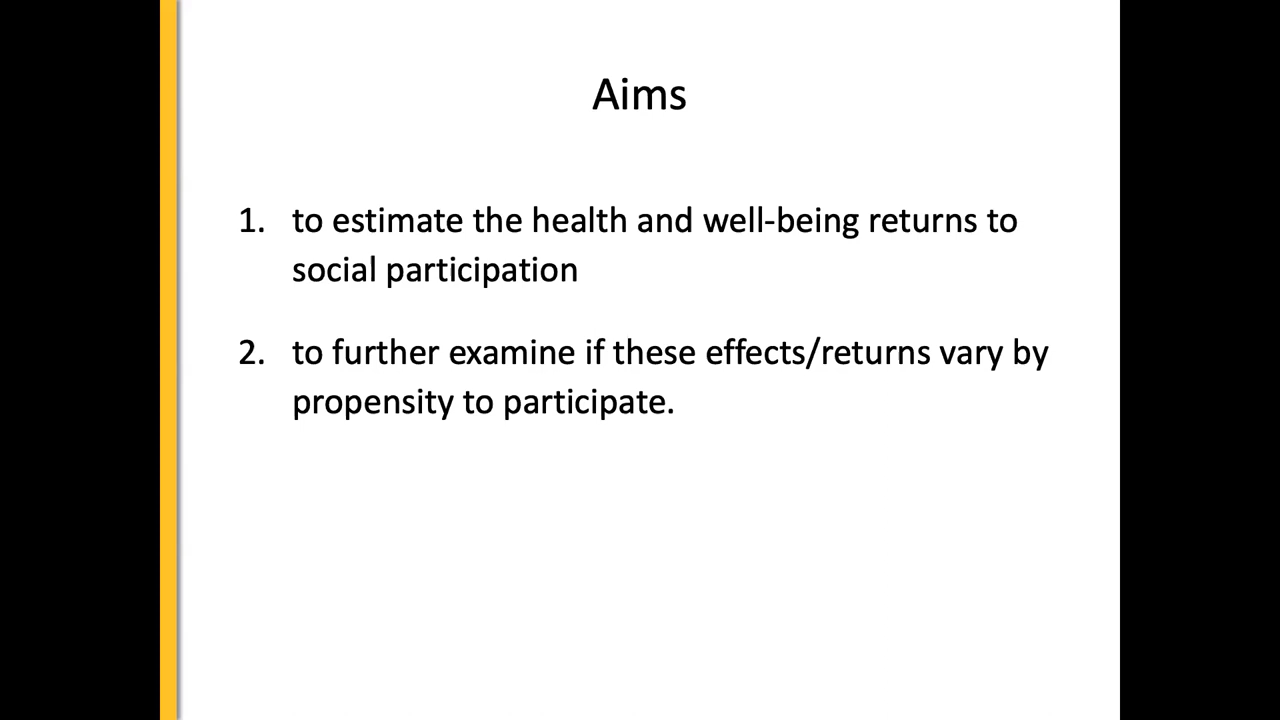 Aims
1. to estimate the health and well-being returns to
social participation
2. to further examine if these effects/returns vary by
propensity to participate.